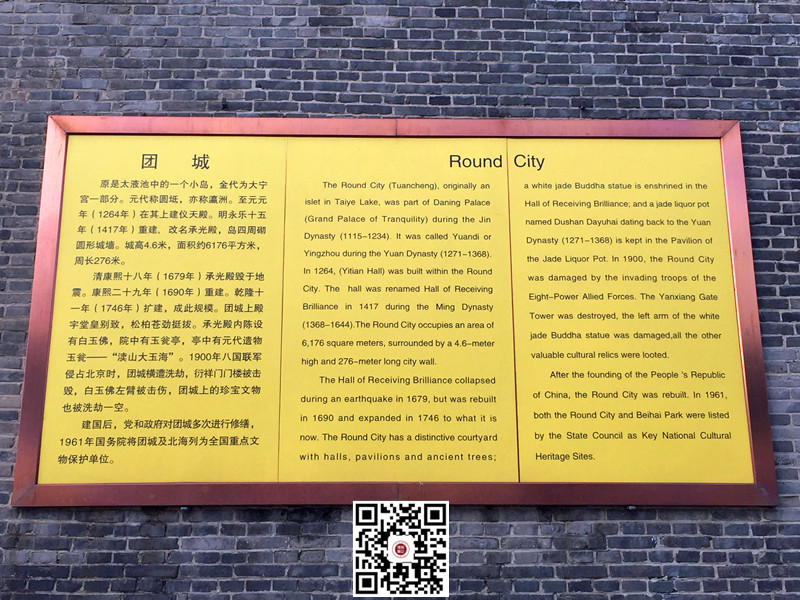 团 城
原是太液池中的一个小岛，金代为大宁
宫一部分。元代称圆坻，亦称瀛洲。至元元
年（1264年）在其上建仪天殿。明永乐十五
年（1417年）重建，改名承光殿，岛四周砌
圆形城墙。城高4.6米，面积约6176平方米，
周长276米。
清康熙十八年（1679年）承光殿毁于地
震。康熙二十九年（1690年）重建。乾隆十
一年（1746年）扩建，成此规模。团城上殿
宇堂皇别致，松柏苍劲挺拔。承光殿内陈设
有白玉佛，院中有玉瓮亭，亭中有元代遗物
玉瓮——“渎山大玉海”。1900年八国联军
侵占北京时，团城横遭洗劫，衍祥门门楼被击
毁，白玉佛左臂被击伤，团城上的珍宝文物
也被洗劫一空。
建国后，党和政府对团城多次进行修缮，
1961年国务院将团城及北海列为全国重点文
物保护单位。
Round City
The Round City (Tuancheng), originally an
islet in Taiye Lake, was part of Daning Palace
(Grand Palace of Tranquility) during the Jin
Dynasty (1115-1234). It was called Yuandi or
Yingzhou during the Yuan Dynasty (1271-1368).
In 1264, (Yitian Hall) was built within the Round
City. The hall was renamed Hall of Receiving
Brilliance in 1417 during the Ming Dynasty
(1368-1644).The Round City occupies an area of
6,176 square meters, surrounded by a 4.6-meter
high and 276-meter long city wall.
The Hall of Receiving Brilliance collapsed
during an earthquake in 1679, but was rebuilt
in 1690 and expanded in 1746 to what it is
now. The Round City has a distinctive courtyard
with halls, pavilions and ancient trees;
a white jade Buddha statue is enshrined in the
Hall of Receiving Brilliance; and a jade liquor pot
named Dushan Dayuhai dating back to the Yuan
Dynasty (1271-1368) is kept in the Pavilion of
the Jade Liquor Pot. In 1900, the Round City
was damaged by the invading troops of the
Eight-Power Allied Forces. The Yanxiang Gate
Tower was destroyed, the left arm of the white
jade Buddha statue was damaged,all the other
valuable cultural relics were looted.
After the founding of the People 's Republic
of China, the Round City was rebuilt. In 1961,
both the Round City and Beihai Park were listed
by the State Council as Key National Cultural
Heritage Sites.